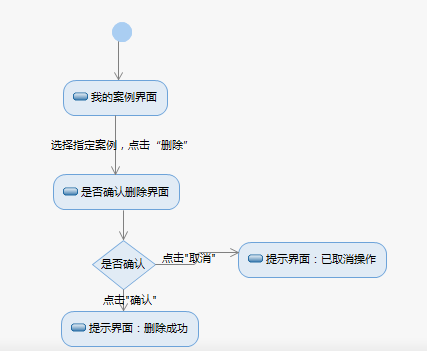 我的案例界面
选择指定案例，点击“删除”
是否确认删除界面
是否确认
点击"取消"
提示界面：已取消操作
点击"确认"
提示界面：删除成功